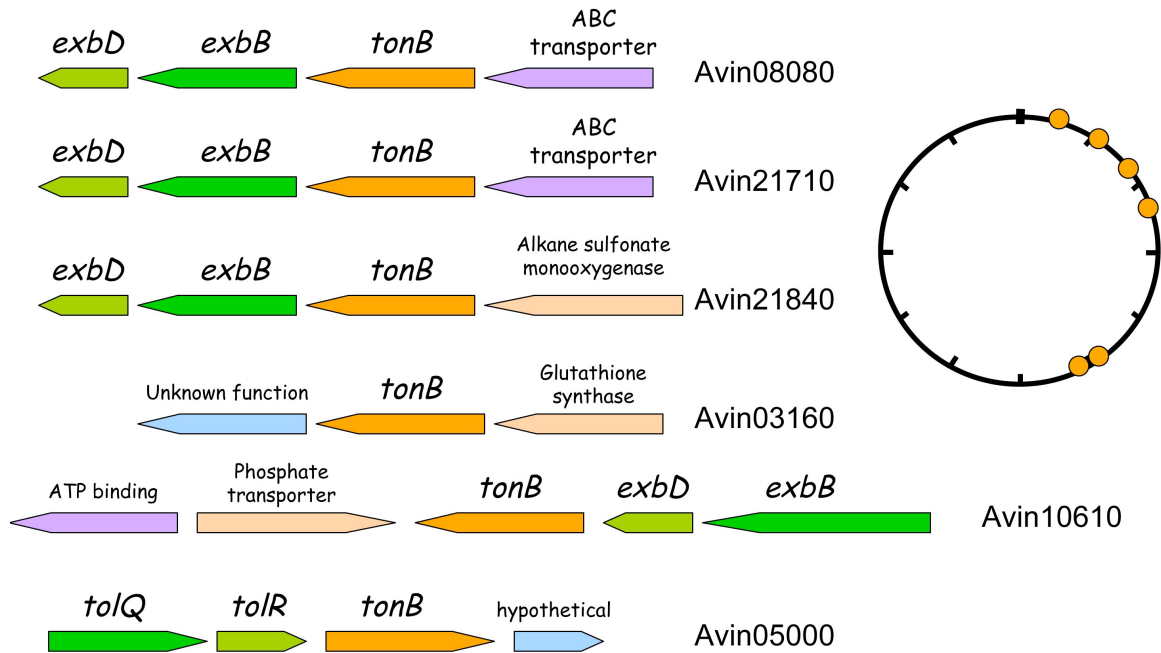 exbD exbB tonB ABC
transporter Avin08080
exbD exbB tonB ABC
transporter Avin21710
exbD exbB tonB Alkane sulfonate
monooxygenase Avin21840
Unknown function tonB Glutathione
synthase Avin03160
ATP binding Phosphate
transporter tonB exbD exbB Avin10610
tolQ tolR tonB hypothetical Avin05000